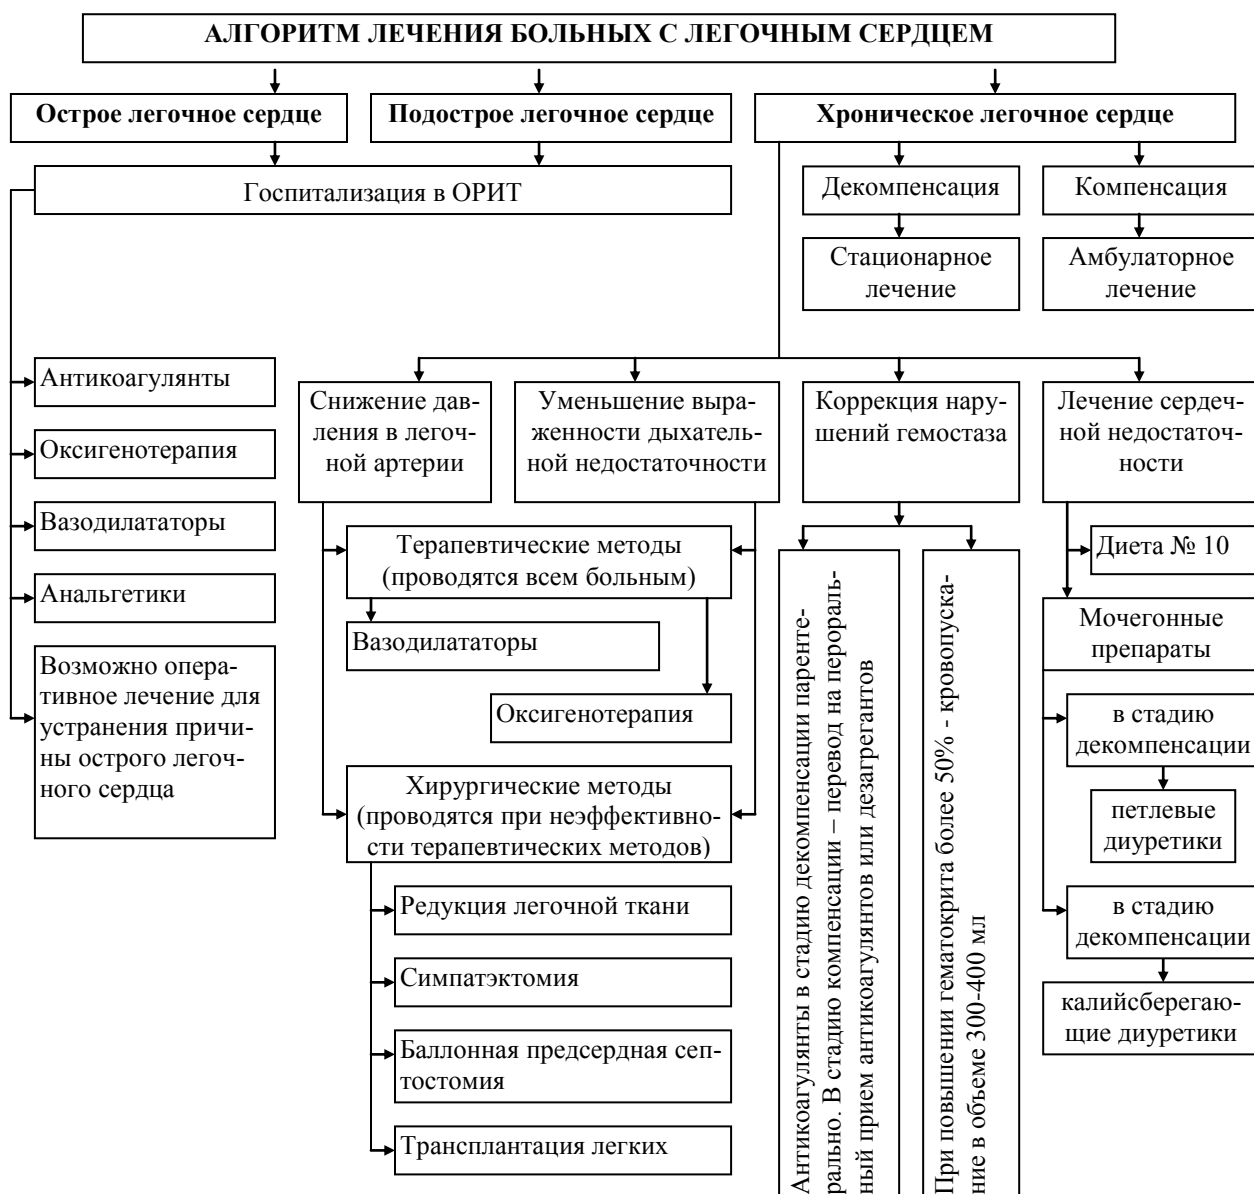 АЛГОРИТМ ЛЕЧЕНИЯ БОЛЬНЫХ С ЛЕГОЧНЫМ СЕРДЦЕМ
Острое легочное сердце
Подострое легочное сердце
Хроническое легочное сердце
Госпитализация в ОРИТ
Декомпенсация
Компенсация
Стационарное
лечение
Амбулаторное
лечение
Антикоагулянты
Оксигенотерапия
Вазодилататоры
Анальгетики
Возможно опера-
тивное лечение для
устранения причи-
ны острого легоч-
ного сердца
Снижение дав-
ления в легоч-
ной артерии
Уменьшение выра-
женности дыхатель-
ной недостаточности
Коррекция нару-
шений гемостаза
Лечение сердеч-
ной недостаточ-
ности
Терапевтические методы
(проводятся всем больным)
Вазодилататоры
Оксигенотерапия
Хирургические методы
(проводятся при неэффективно-
сти терапевтических методов)
Редукция легочной ткани
Симпатэктомия
Баллонная предсердная сеп-
тостомия
Трансплантация легких
Антикоагулянты в стадию декомпенсации паренте-
рально. В стадию компенсации – перевод на перораль-
ный прием антикоагулянтов или дезагрегантов
При повышении гематокрита более 50% - кровопуска-
ние в объеме 300-400 мл
Диета № 10
Мочегонные
препараты
в стадию
декомпенсации
петлевые
диуретики
в стадию
декомпенсации
калийсберегаю-
щие диуретики